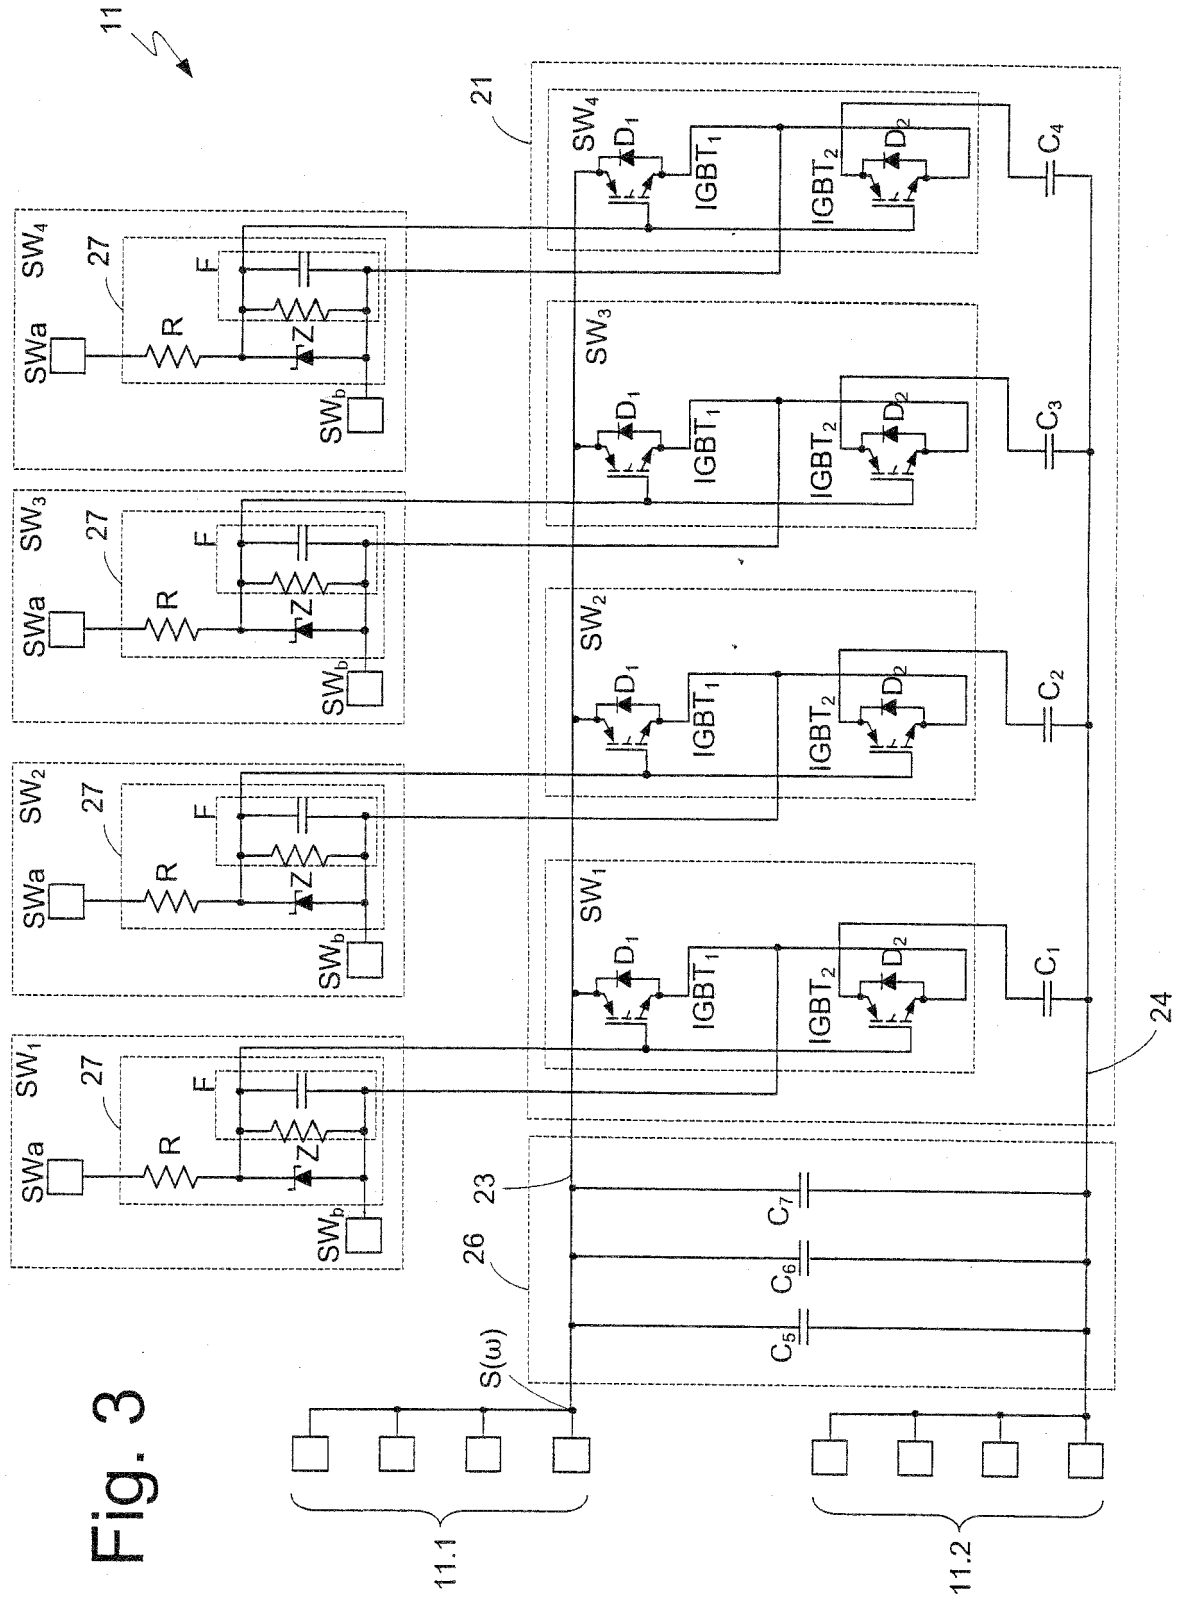 Fig. 3
11
SW₁
SWa
27
R
F
Z
SWb
SW₂
SWa
27
R
F
Z
SWb
SW₃
SWa
27
R
F
Z
SWb
SW₄
SWa
27
R
F
Z
SWb
11.1
S(ω)
26
23
21
SW₁
D₁
IGBT₁
IGBT₂
D₂
SW₂
D₁
IGBT₁
IGBT₂
D₂
SW₃
D₁
IGBT₁
IGBT₂
D₂
SW₄
D₁
IGBT₁
IGBT₂
D₂
C₅
C₆
C₇
C₁
C₂
C₃
C₄
11.2
24